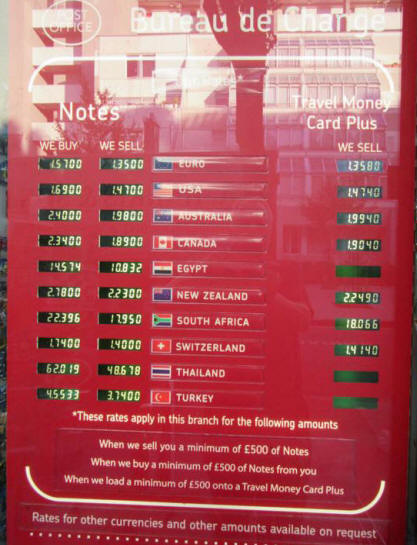 POST OFFICE
Bureau de Change
Notes
Travel Money Card Plus
WE BUY WE SELL WE SELL
1.5700 1.3500 EURO 1.3580
1.6900 1.4700 USA 1.4740
2.4000 1.9800 AUSTRALIA 1.9940
2.3400 1.8900 CANADA 1.9040
14.574 10.832 EGYPT
2.7800 2.2300 NEW ZEALAND 2.2490
22.396 17.950 SOUTH AFRICA 18.066
1.7400 1.4000 SWITZERLAND 1.4140
62.019 48.678 THAILAND
4.5533 3.7400 TURKEY
*These rates apply in this branch for the following amounts
When we sell you a minimum of £500 of Notes
When we buy a minimum of £500 of Notes from you
When we load a minimum of £500 onto a Travel Money Card Plus
Rates for other currencies and other amounts available on request